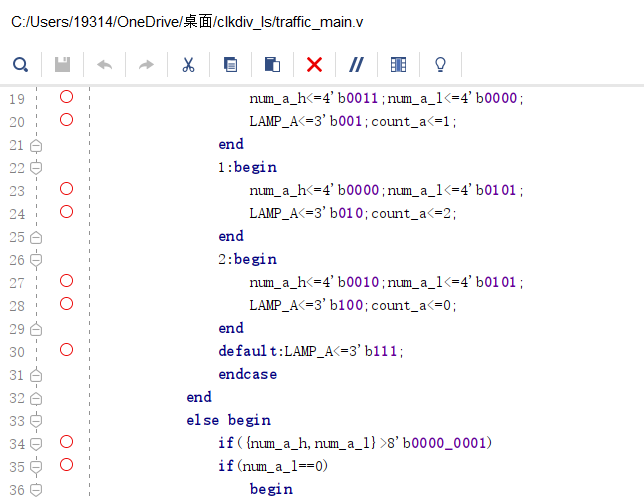 C:/Users/19314/OneDrive/桌面/clkdiv_ls/traffic_main.v
19 num_a_h<=4'b0011;num_a_l<=4'b0000;
20 LAMP_A<=3'b001;count_a<=1;
21 end
22 1:begin
23 num_a_h<=4'b0000;num_a_l<=4'b0101;
24 LAMP_A<=3'b010;count_a<=2;
25 end
26 2:begin
27 num_a_h<=4'b0010;num_a_l<=4'b0101;
28 LAMP_A<=3'b100;count_a<=0;
29 end
30 default:LAMP_A<=3'b111;
31 endcase
32 end
33 else begin
34 if({num_a_h,num_a_l}>8'b0000_0001)
35 if(num_a_l==0)
36 begin